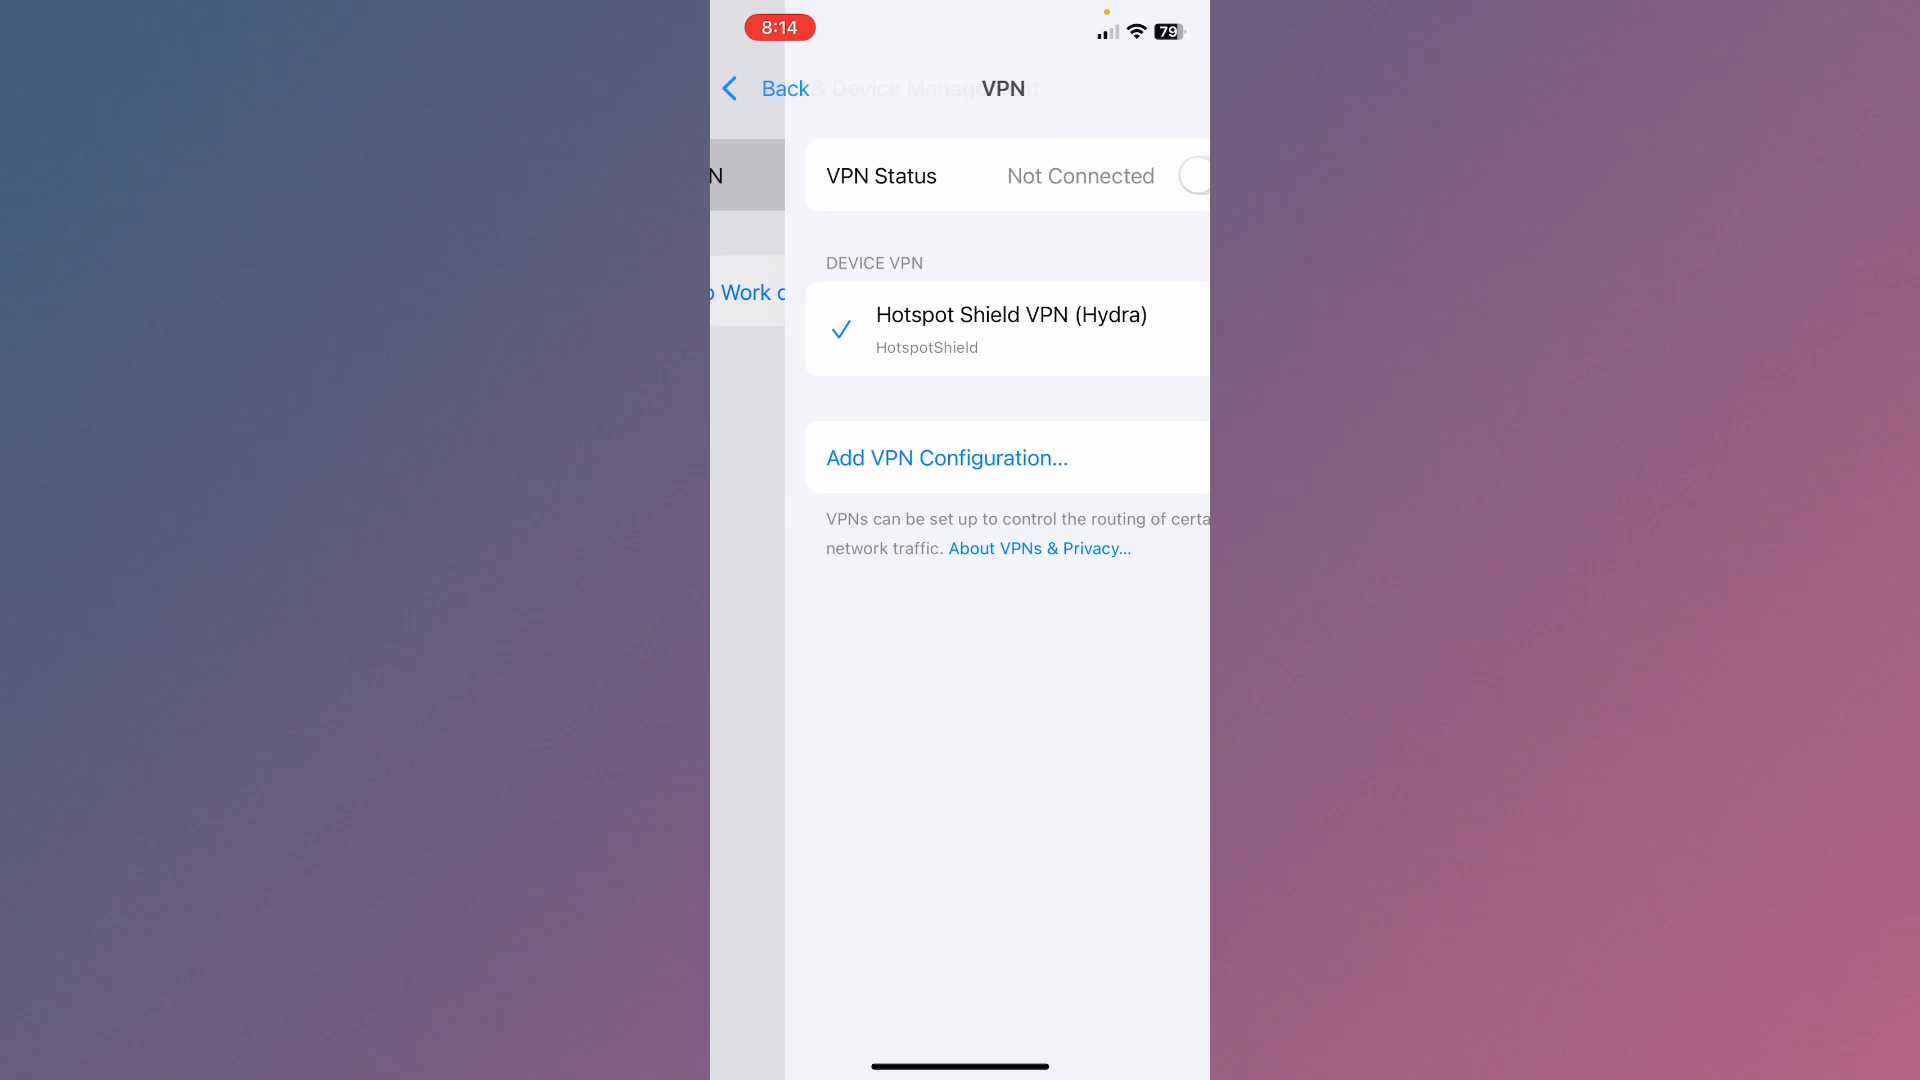 8:14
79
Back & Device Management
VPN
N
VPN Status
Not Connected
DEVICE VPN
o Work o
Hotspot Shield VPN (Hydra)
HotspotShield
Add VPN Configuration...
VPNs can be set up to control the routing of certa
network traffic. About VPNs & Privacy...